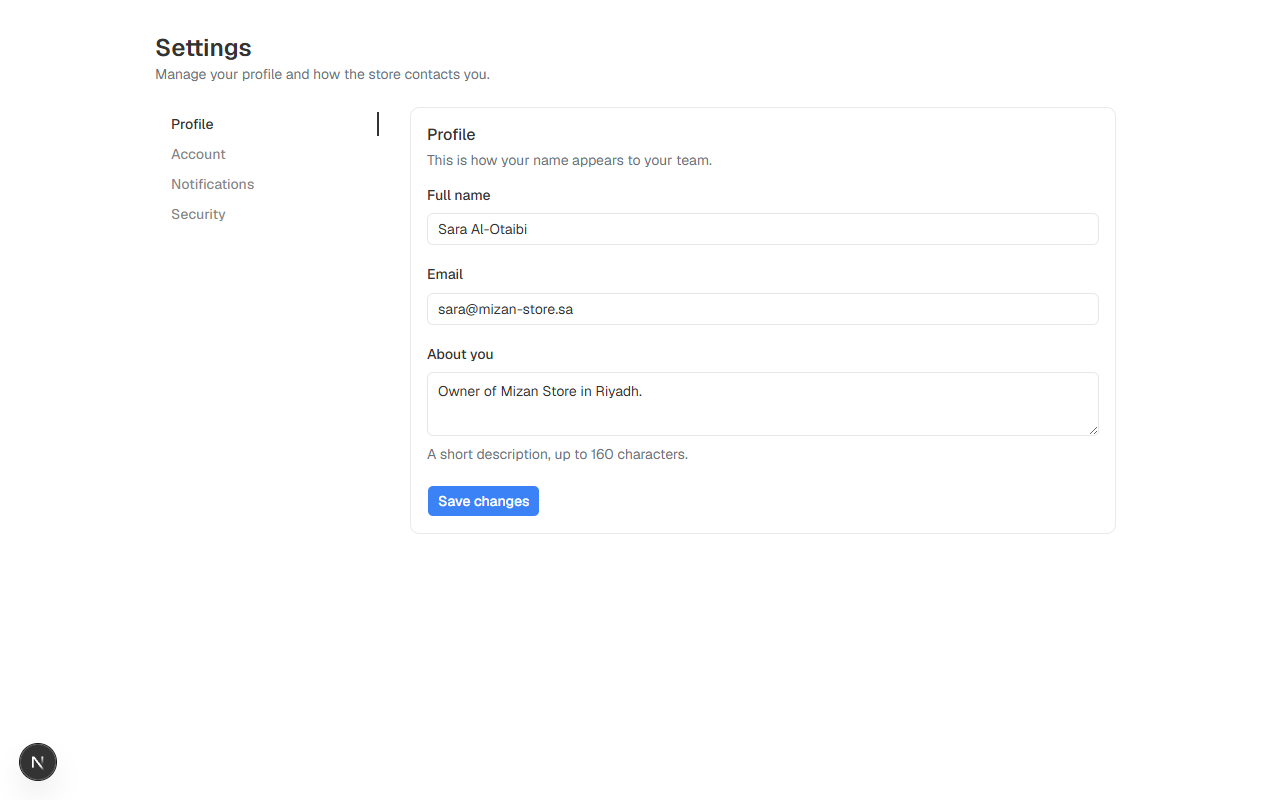 Settings
Manage your profile and how the store contacts you.
Profile
Account
Notifications
Security
Profile
This is how your name appears to your team.
Full name
Sara Al-Otaibi
Email
sara@mizan-store.sa
About you
Owner of Mizan Store in Riyadh.
A short description, up to 160 characters.
Save changes
N